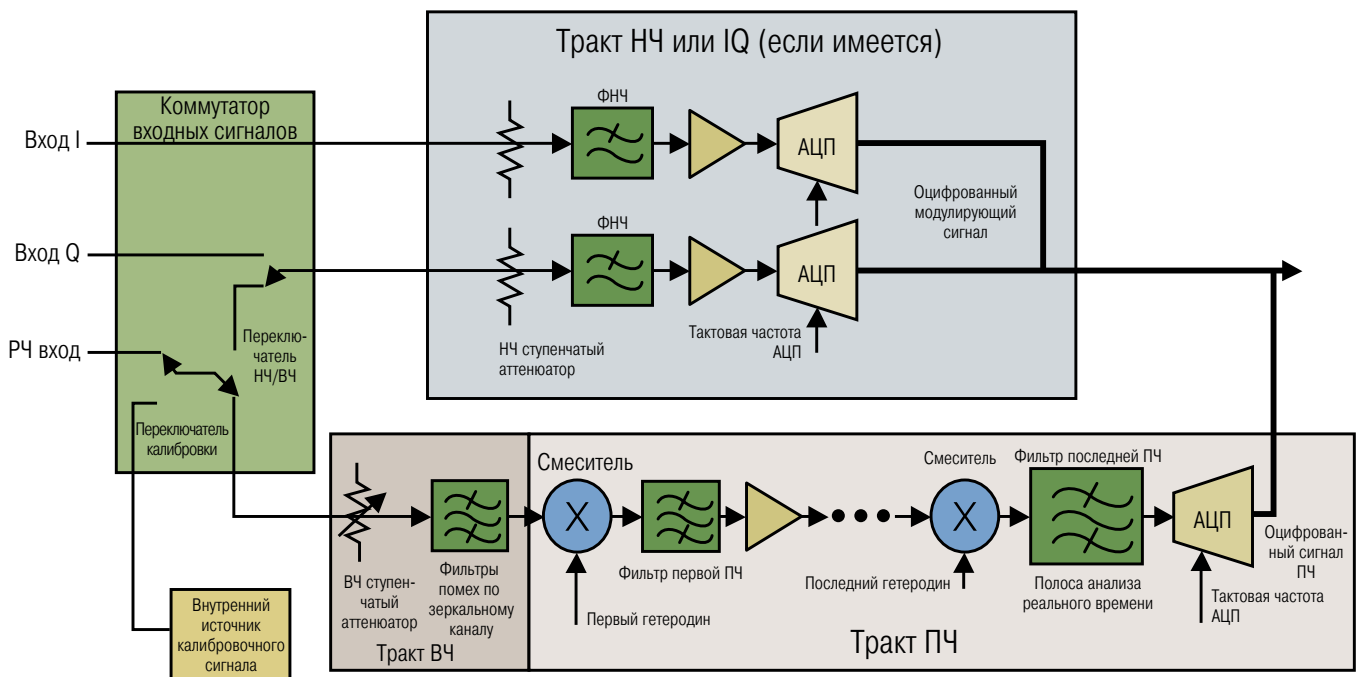 Тракт НЧ или IQ (если имеется)
Коммутатор
входных сигналов
ФНЧ
Вход I
АЦП
Оцифрованный
модулирующий
сигнал
ФНЧ
Вход Q
АЦП
Тактовая частота
АЦП
НЧ ступенчатый
аттенюатор
Переклю-
чатель
НЧ/ВЧ
РЧ вход
Переключатель
калибровки
Смеситель
Смеситель
Фильтр последней ПЧ
X
X
АЦП
Оцифрован-
ный сигнал
ПЧ
Фильтр первой ПЧ
ВЧ ступен-
чатый
аттенюатор
Фильтры
помех по
зеркальному
каналу
Последний гетеродин
Полоса анализа
реального времени
Тактовая частота
АЦП
Первый гетеродин
Внутренний
источник
калибровочного
сигнала
Тракт ВЧ
Тракт ПЧ